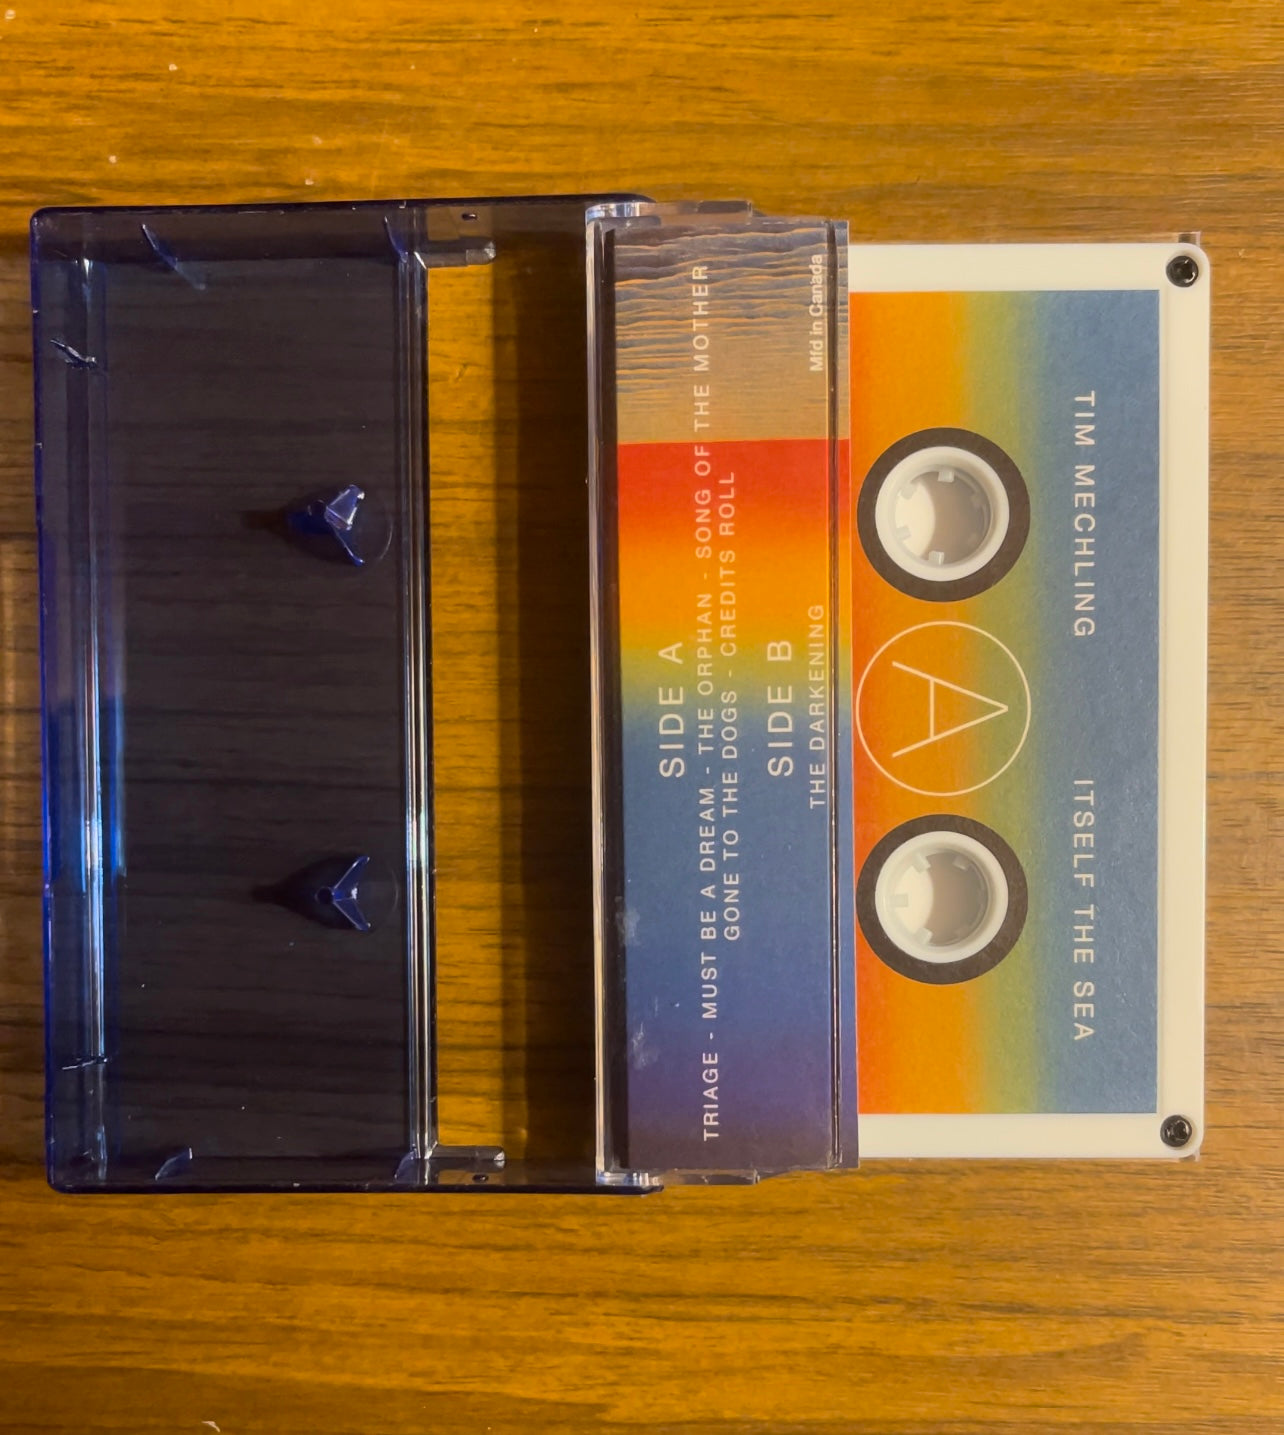 SIDE A
TRIAGE - MUST BE A DREAM - THE ORPHAN - SONG OF THE MOTHER
GONE TO THE DOGS - CREDITS ROLL
SIDE B
THE DARKENING
Mfd in Canada
TIM MECHLING
ITSELF THE SEA
A